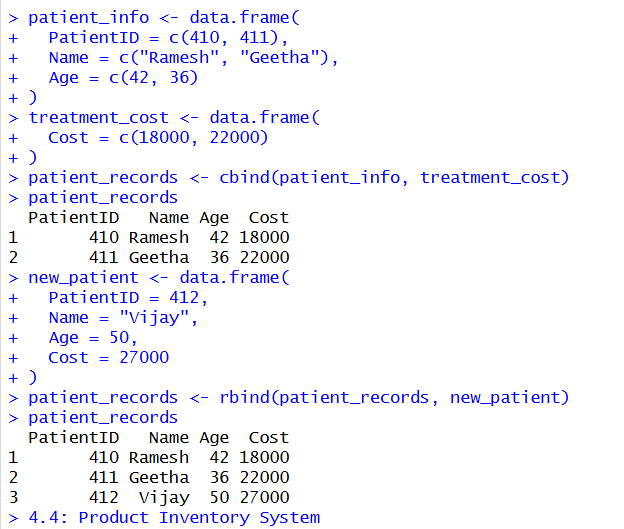 > patient_info <- data.frame(
+   PatientID = c(410, 411),
+   Name = c("Ramesh", "Geetha"),
+   Age = c(42, 36)
+ )
> treatment_cost <- data.frame(
+   Cost = c(18000, 22000)
+ )
> patient_records <- cbind(patient_info, treatment_cost)
> patient_records
  PatientID   Name Age  Cost
1       410 Ramesh  42 18000
2       411 Geetha  36 22000
> new_patient <- data.frame(
+   PatientID = 412,
+   Name = "Vijay",
+   Age = 50,
+   Cost = 27000
+ )
> patient_records <- rbind(patient_records, new_patient)
> patient_records
  PatientID   Name Age  Cost
1       410 Ramesh  42 18000
2       411 Geetha  36 22000
3       412  Vijay  50 27000
> 4.4: Product Inventory System